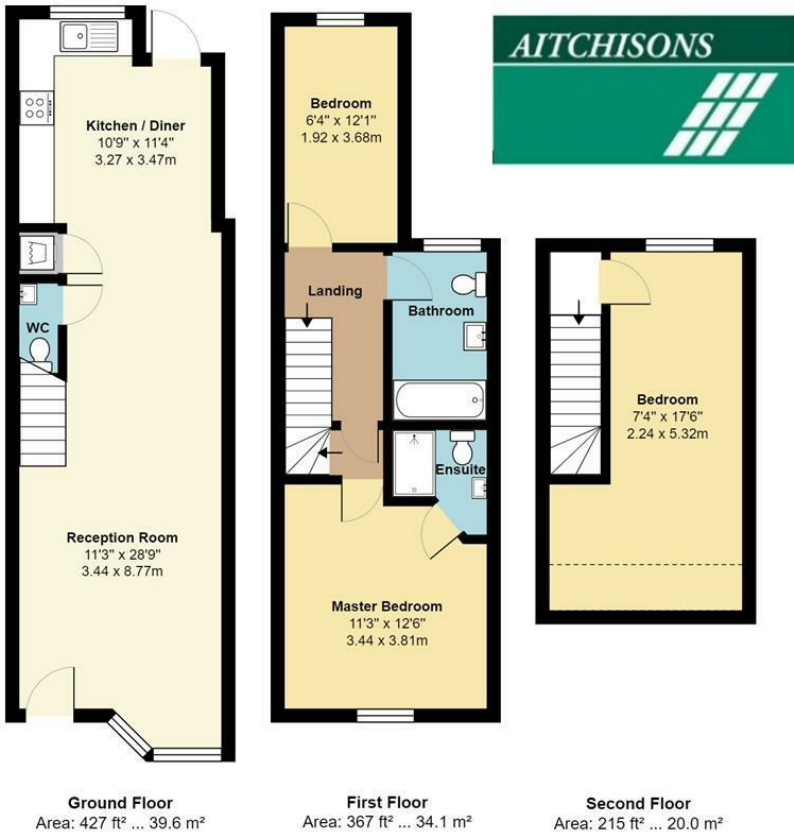 AITCHISONS
Kitchen / Diner
10'9" x 11'4"
3.27 x 3.47m
WC
Reception Room
11'3" x 28'9"
3.44 x 8.77m
Ground Floor
Area: 427 ft² ... 39.6 m²
Bedroom
6'4" x 12'1"
1.92 x 3.68m
Landing
Bathroom
Ensuite
Master Bedroom
11'3" x 12'6"
3.44 x 3.81m
First Floor
Area: 367 ft² ... 34.1 m²
Bedroom
7'4" x 17'6"
2.24 x 5.32m
Second Floor
Area: 215 ft² ... 20.0 m²